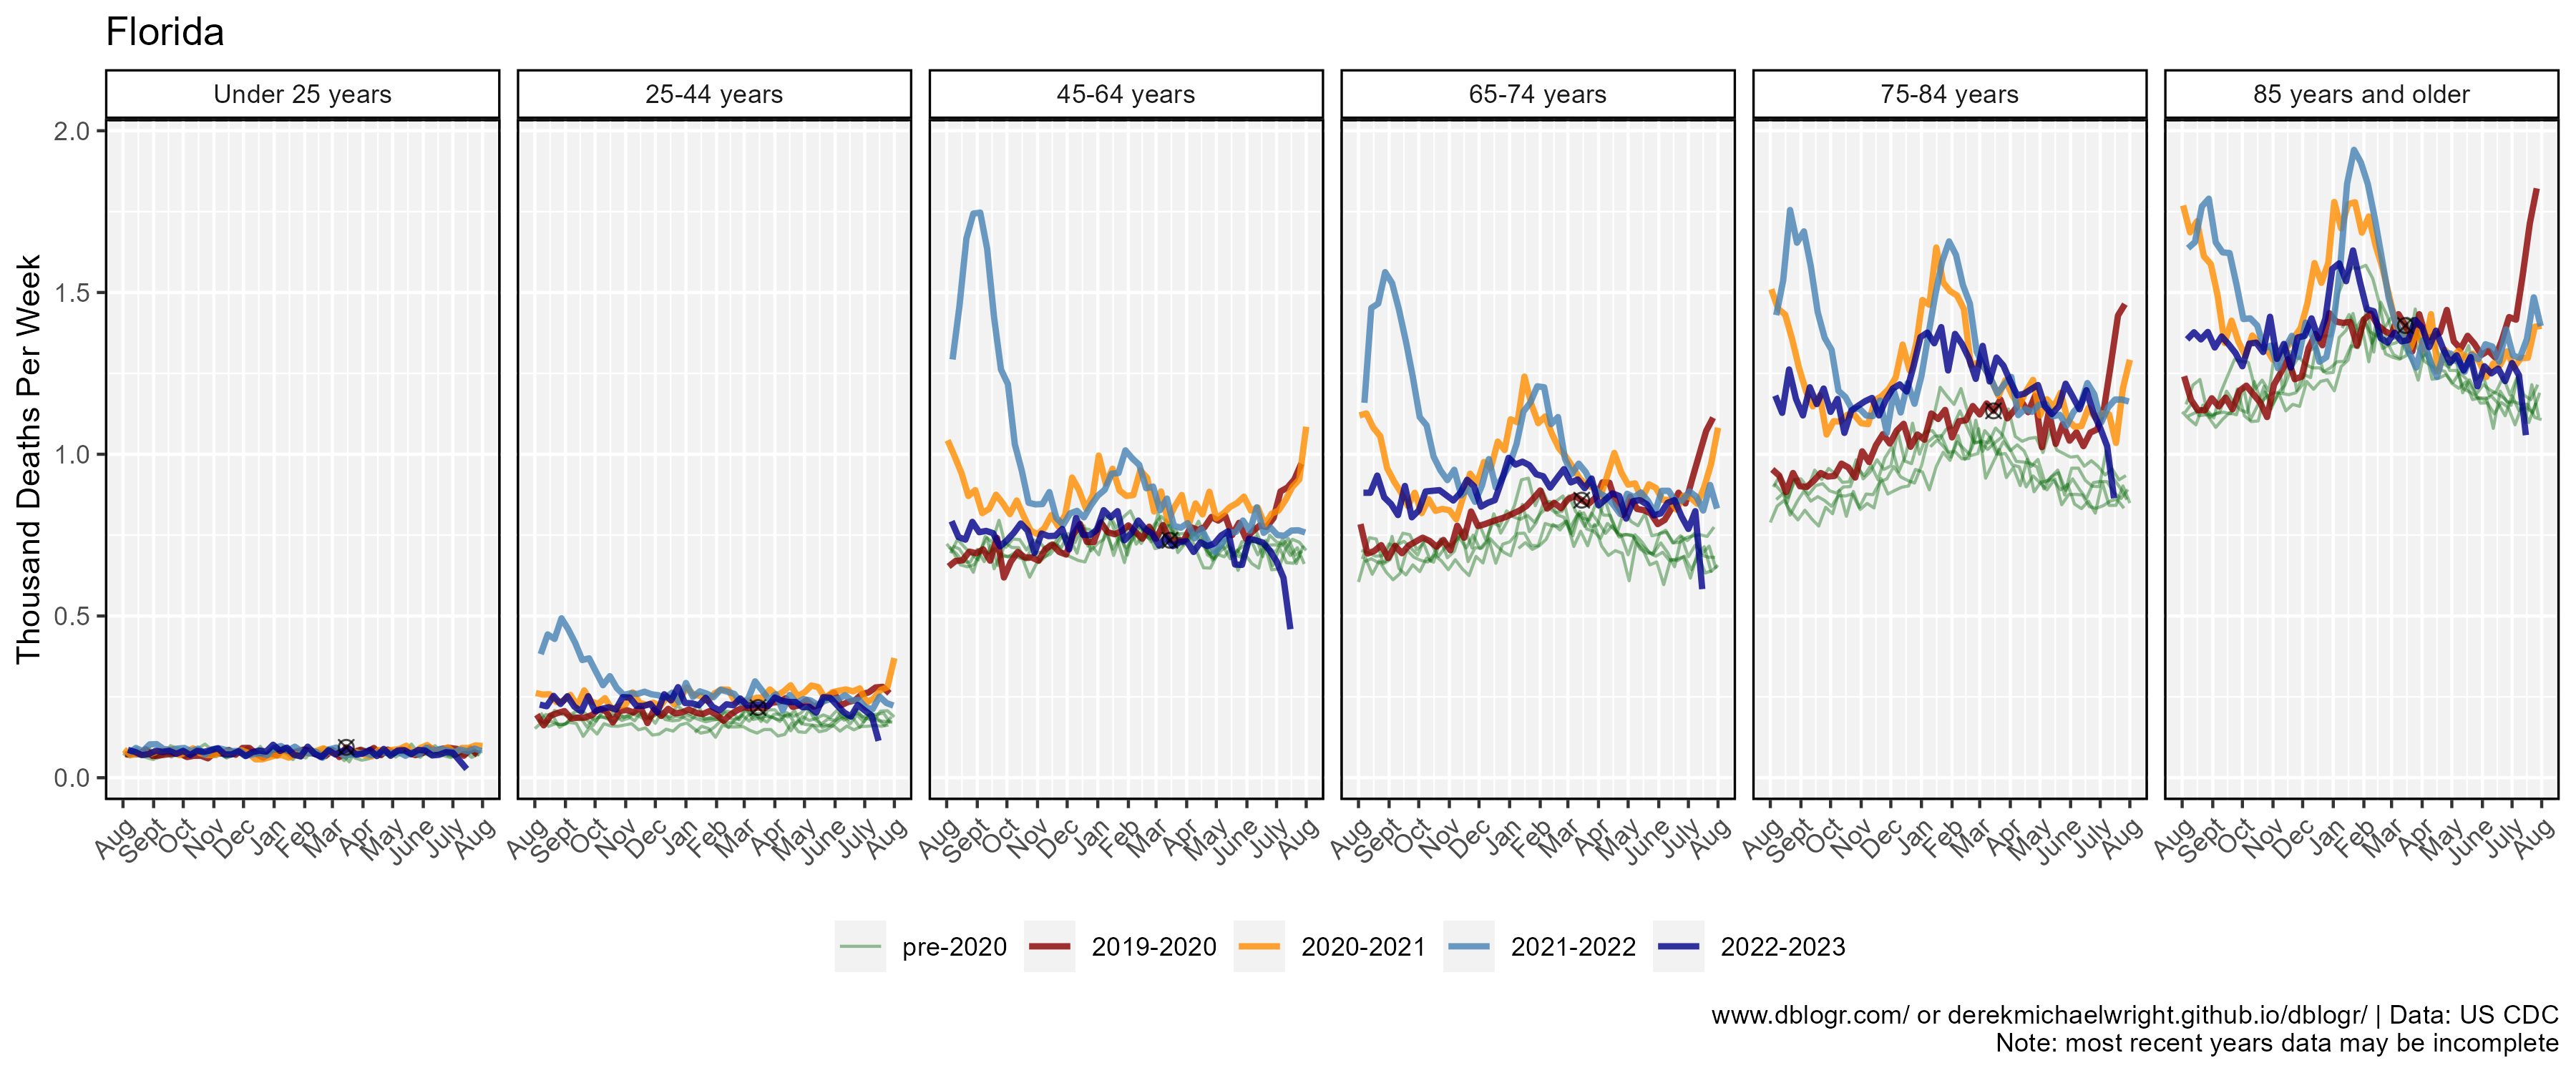 Florida
Under 25 years
25-44 years
45-64 years
65-74 years
75-84 years
85 years and older
Thousand Deaths Per Week
2.0
1.5
1.0
0.5
0.0
Aug Sept Oct Nov Dec Jan Feb Mar Apr May June July Aug
Aug Sept Oct Nov Dec Jan Feb Mar Apr May June July Aug
Aug Sept Oct Nov Dec Jan Feb Mar Apr May June July Aug
Aug Sept Oct Nov Dec Jan Feb Mar Apr May June July Aug
Aug Sept Oct Nov Dec Jan Feb Mar Apr May June July Aug
Aug Sept Oct Nov Dec Jan Feb Mar Apr May June July Aug
pre-2020 2019-2020 2020-2021 2021-2022 2022-2023
www.dblogr.com/ or derekmichaelwright.github.io/dblogr/ | Data: US CDC
Note: most recent years data may be incomplete